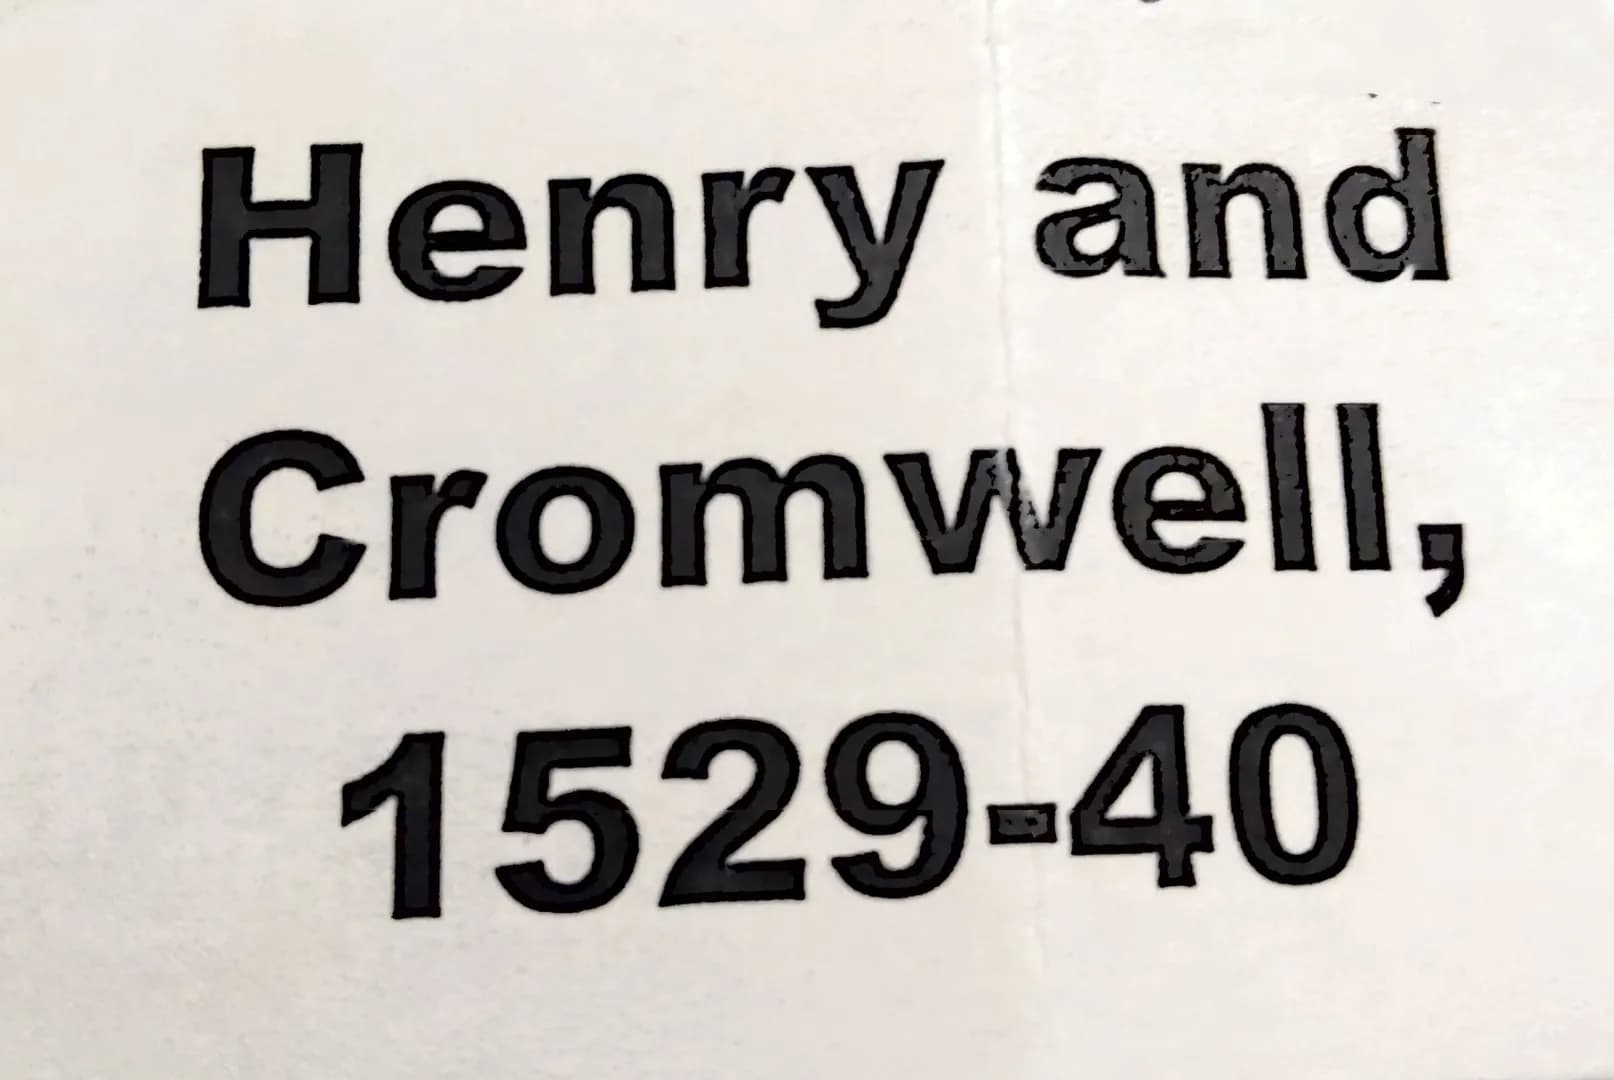 Henry and
Cromwell,
1529-40